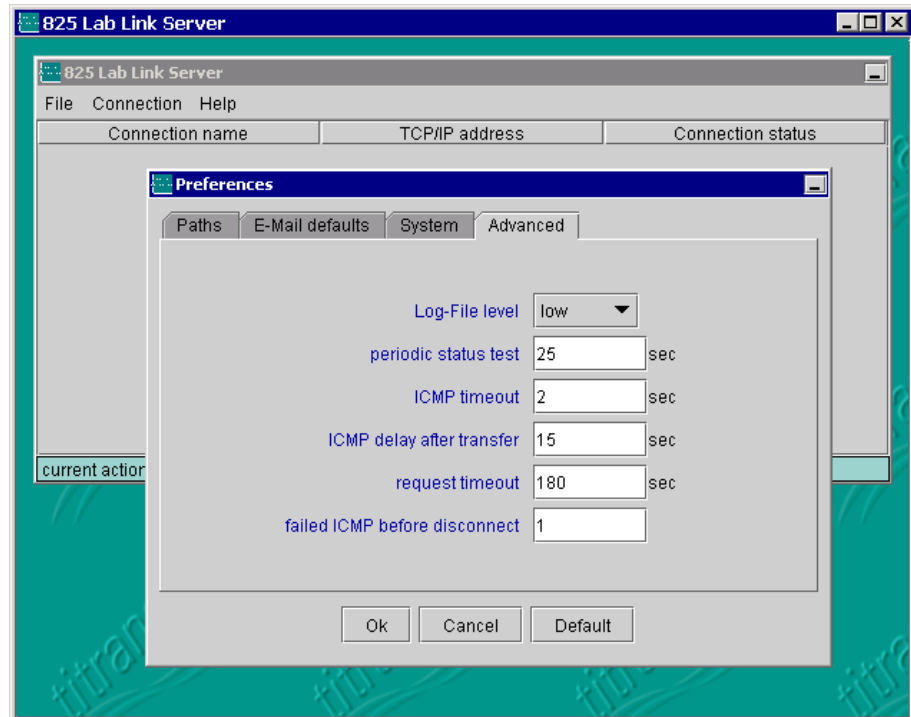 825 Lab Link Server
825 Lab Link Server
File Connection Help
Connection name TCP/IP address Connection status
Preferences
Paths E-Mail defaults System Advanced
Log-File level low
periodic status test 25 sec
ICMP timeout 2 sec
ICMP delay after transfer 15 sec
request timeout 180 sec
failed ICMP before disconnect 1
current action
Ok Cancel Default